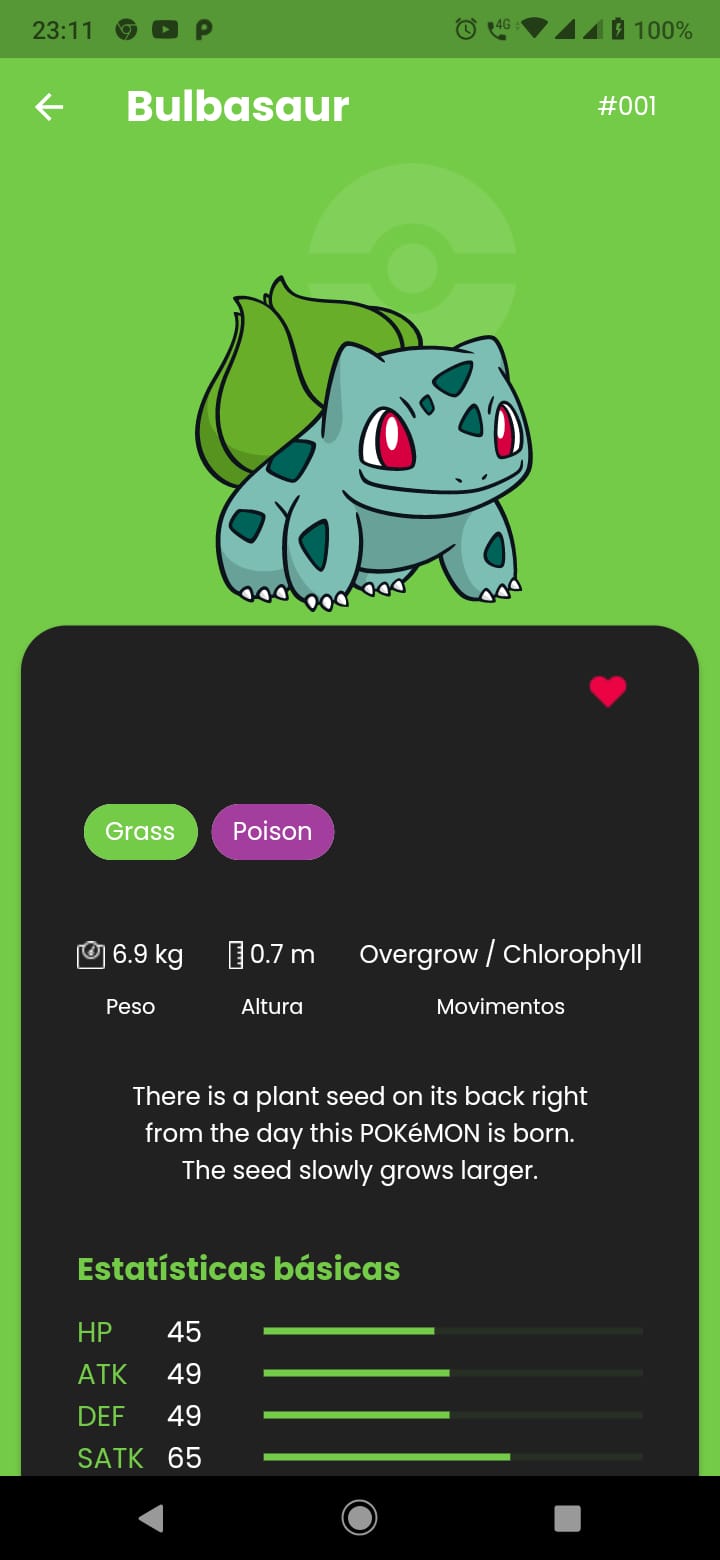 23:11 4G 100%
Bulbasaur #001
Grass Poison
6.9 kg 0.7 m Overgrow / Chlorophyll
Peso Altura Movimentos
There is a plant seed on its back right
from the day this POKéMON is born.
The seed slowly grows larger.
Estatísticas básicas
HP 45
ATK 49
DEF 49
SATK 65